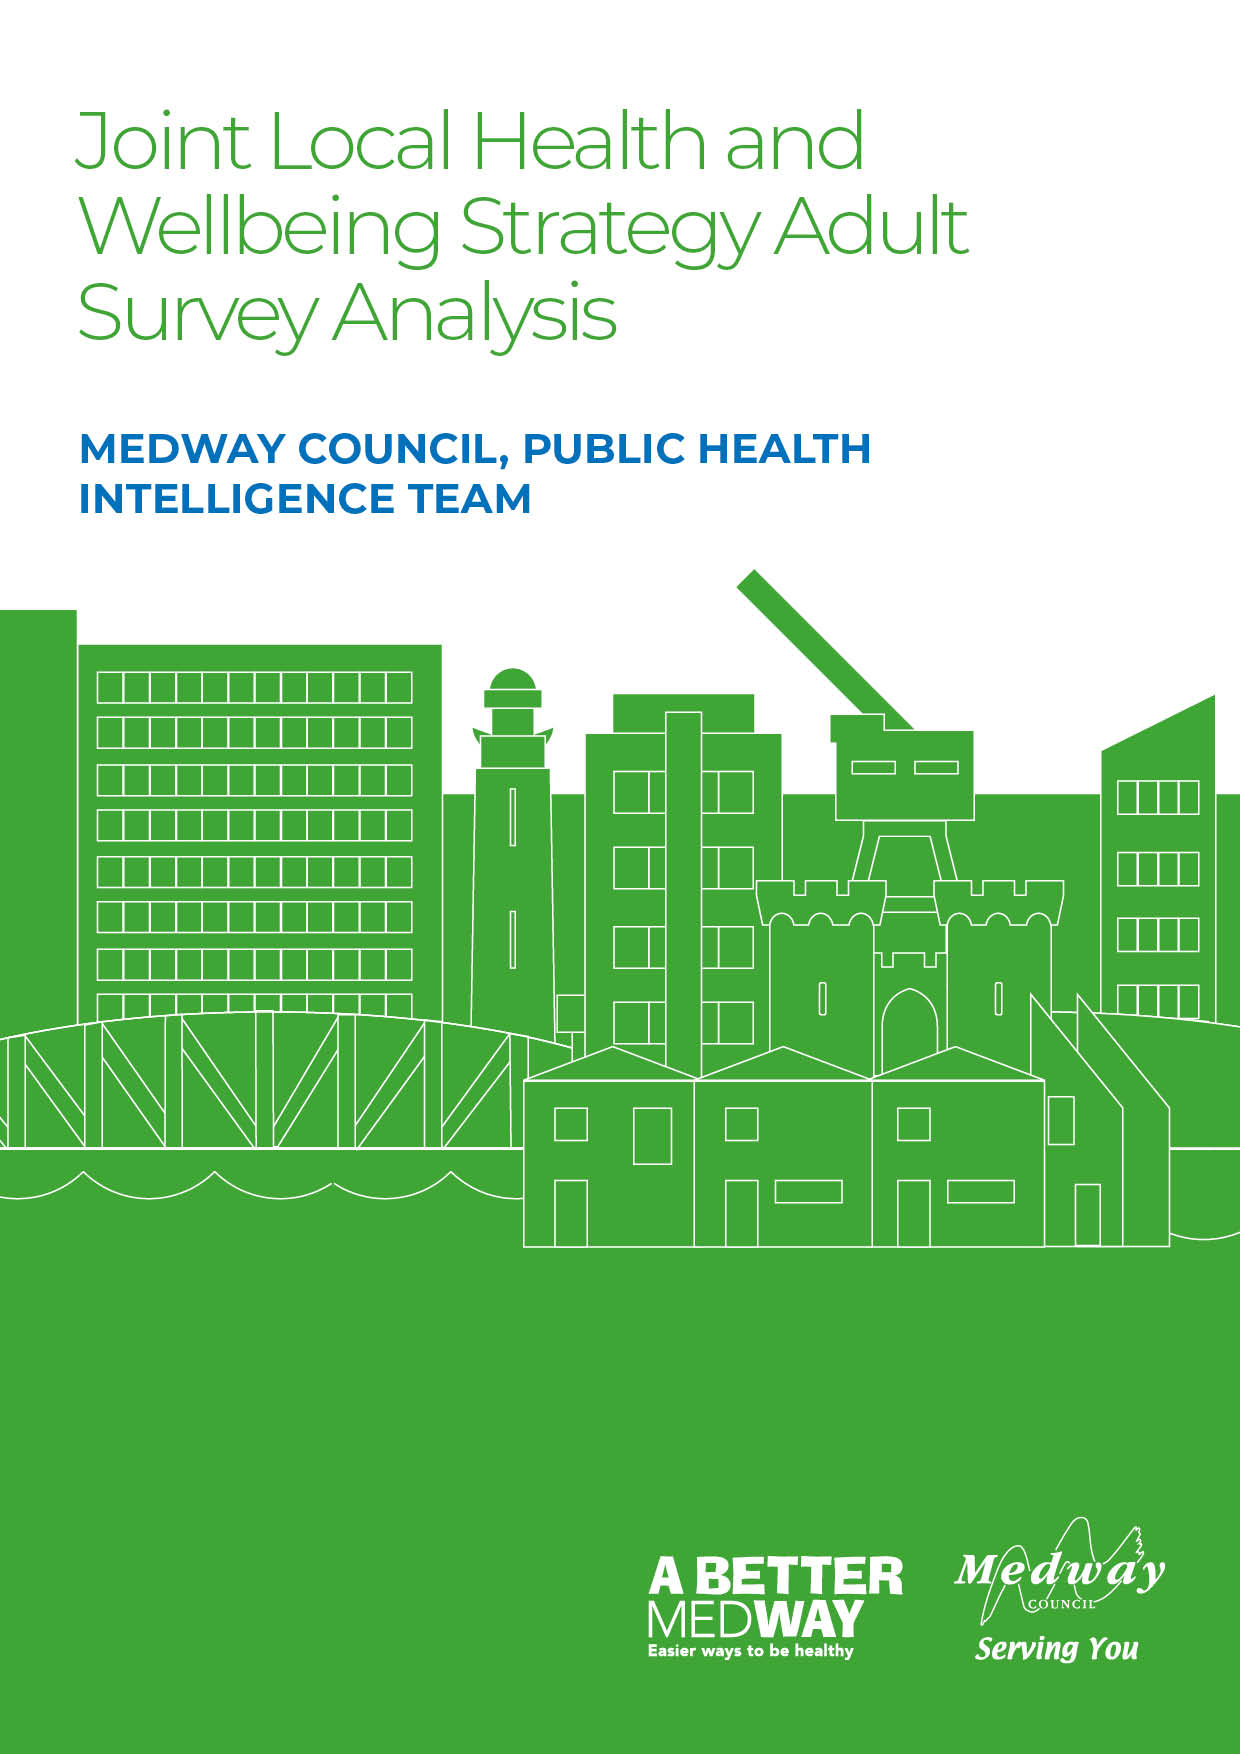 Joint Local Health and
Wellbeing Strategy Adult
Survey Analysis
MEDWAY COUNCIL, PUBLIC HEALTH
INTELLIGENCE TEAM
A BETTER
MEDWAY
Easier ways to be healthy
Medway
COUNCIL
Serving You